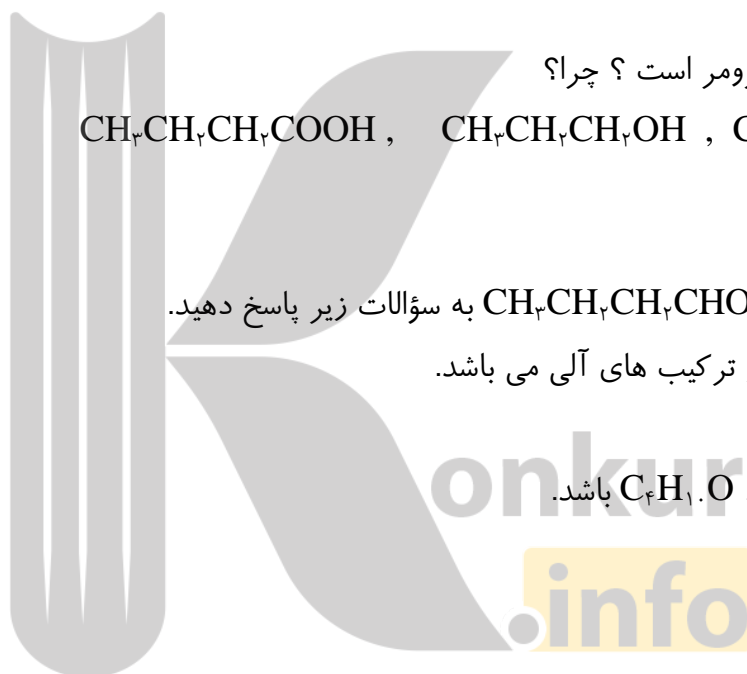 ومر است ؟ چرا؟
CH۳CH۲CH۲COOH , CH۳CH۲CH۲OH ,
CH۳CH۲CH۲CHO به سؤالات زیر پاسخ دهید.
ترکیب های آلی می باشد.
C۴H۱۰O باشد.
onkur
.info